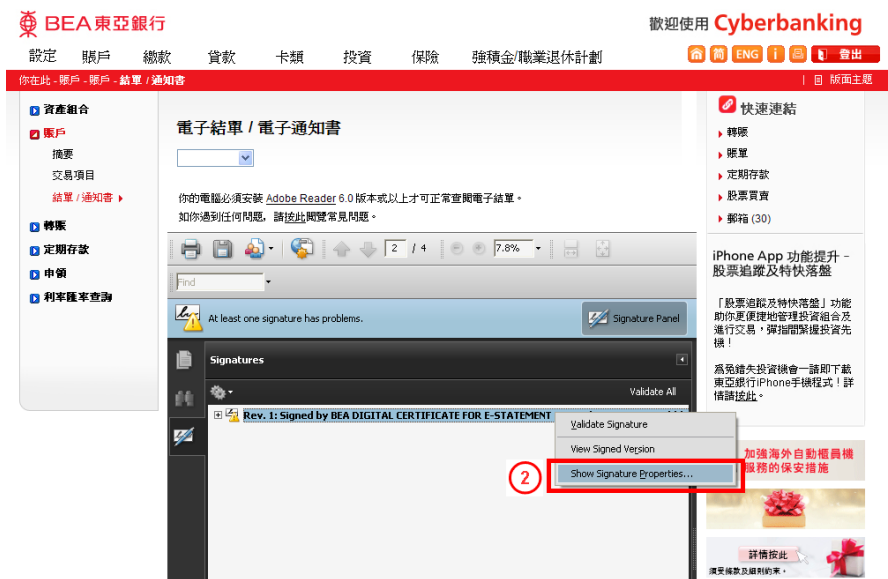 BEA東亞銀行
歡迎使用 Cyberbanking
設定 賬戶 繳款 貸款 卡類 投資 保險 強積金/職業退休計劃
简 ENG i 登出
你在此 - 賬戶 - 賬戶 - 結單 / 通知書
| 版面主題
資產組合
賬戶
摘要
交易項目
結單 / 通知書
轉賬
定期存款
申領
利率匯率查詢
電子結單 / 電子通知書
你的電腦必須安裝 Adobe Reader 6.0 版本或以上才可正常查閱電子結單。
如你遇到任何問題，請按此閱覽常見問題。
2 / 4 7.8%
Find
At least one signature has problems.
Signature Panel
Signatures
Validate All
Rev. 1: Signed by BEA DIGITAL CERTIFICATE FOR E-STATEMENT
Validate Signature
View Signed Version
Show Signature Properties...
2
快速連結
轉賬
賬單
定期存款
股票買賣
郵箱 (30)
iPhone App 功能提升 –
股票追蹤及特快落盤
「股票追蹤及特快落盤」功能
助你更便捷地管理投資組合及
進行交易，彈指間緊握投資先
機！
為免錯失投資機會—請即下載
東亞銀行iPhone手機程式！詳
情請按此。
加強海外自動櫃員機
服務的保安措施
詳情按此
須受條款及細則約束。